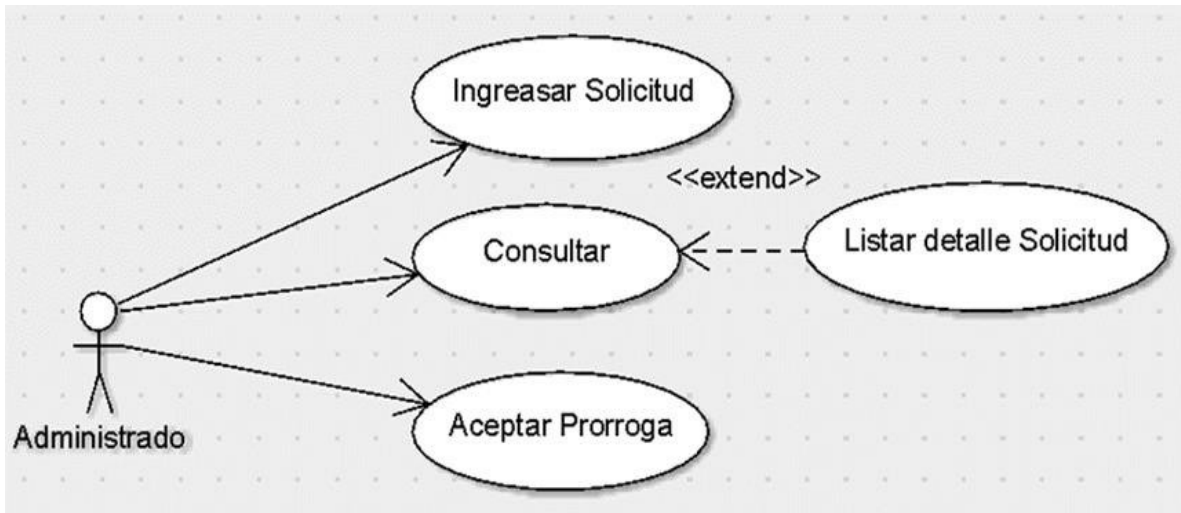 Ingreasar Solicitud
<<extend>>
Consultar
Listar detalle Solicitud
Aceptar Prorroga
Administrado